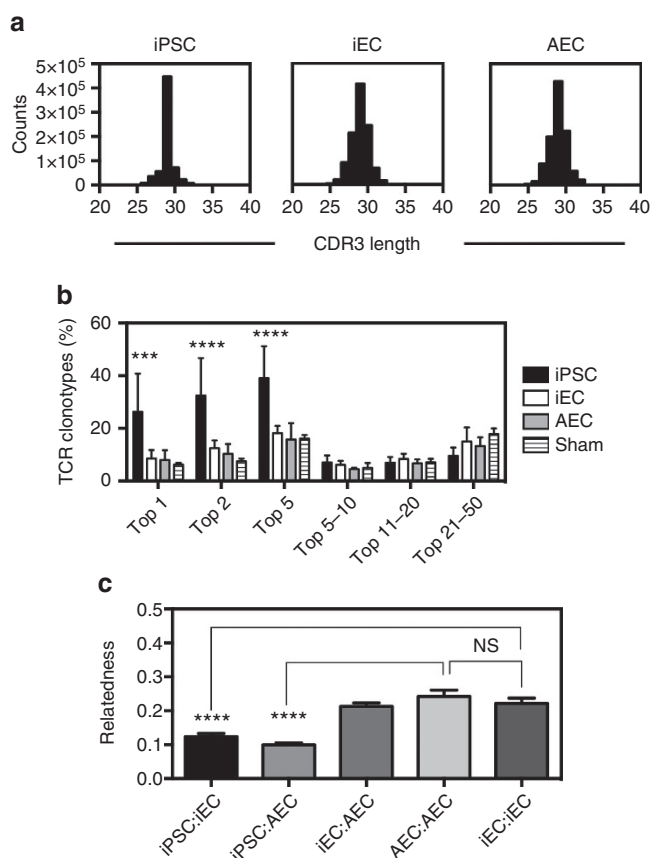 a
iPSC
iEC
AEC
Counts
5×10⁵
4×10⁵
3×10⁵
2×10⁵
1×10⁵
0
20 25 30 35 40
20 25 30 35 40
20 25 30 35 40
CDR3 length
b
TCR clonotypes (%)
60
40
20
0
***
****
****
iPSC
iEC
AEC
Sham
Top 1
Top 2
Top 5
Top 5–10
Top 11–20
Top 21–50
c
Relatedness
0.5
0.4
0.3
0.2
0.1
0.0
NS
****
****
iPSC:iEC
iPSC:AEC
iEC:AEC
AEC:AEC
iEC:iEC